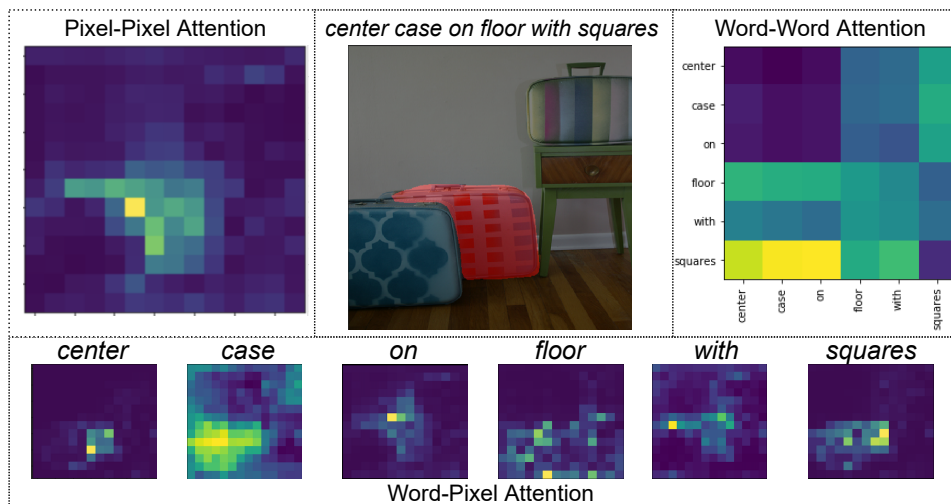 Pixel-Pixel Attention
center case on floor with squares
Word-Word Attention
center
case
on
floor
with
squares
center
case
on
floor
with
squares
center
case
on
floor
with
squares
Word-Pixel Attention